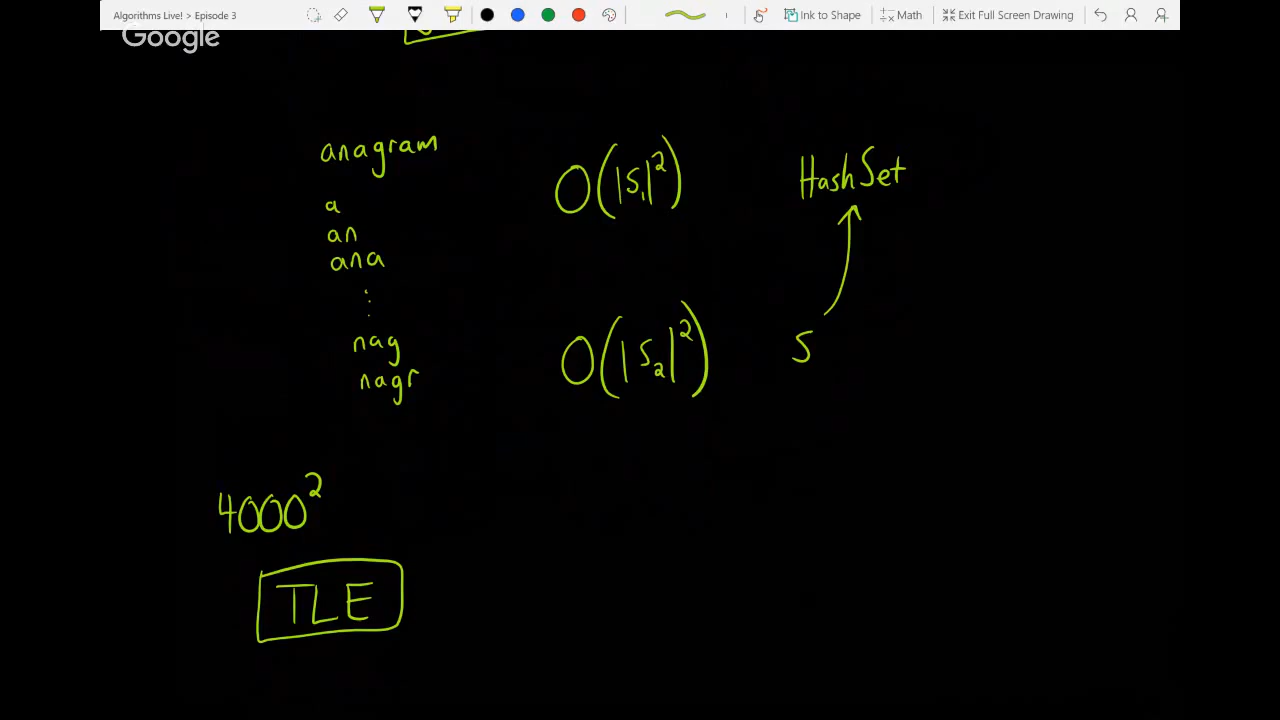 Algorithms Live! > Episode 3
Ink to Shape
Math
Exit Full Screen Drawing
Google
anagram
a
an
ana
⋮
nag
nagr
O(|S₁|²)
HashSet
O(|S₂|²)
S
4000²
TLE